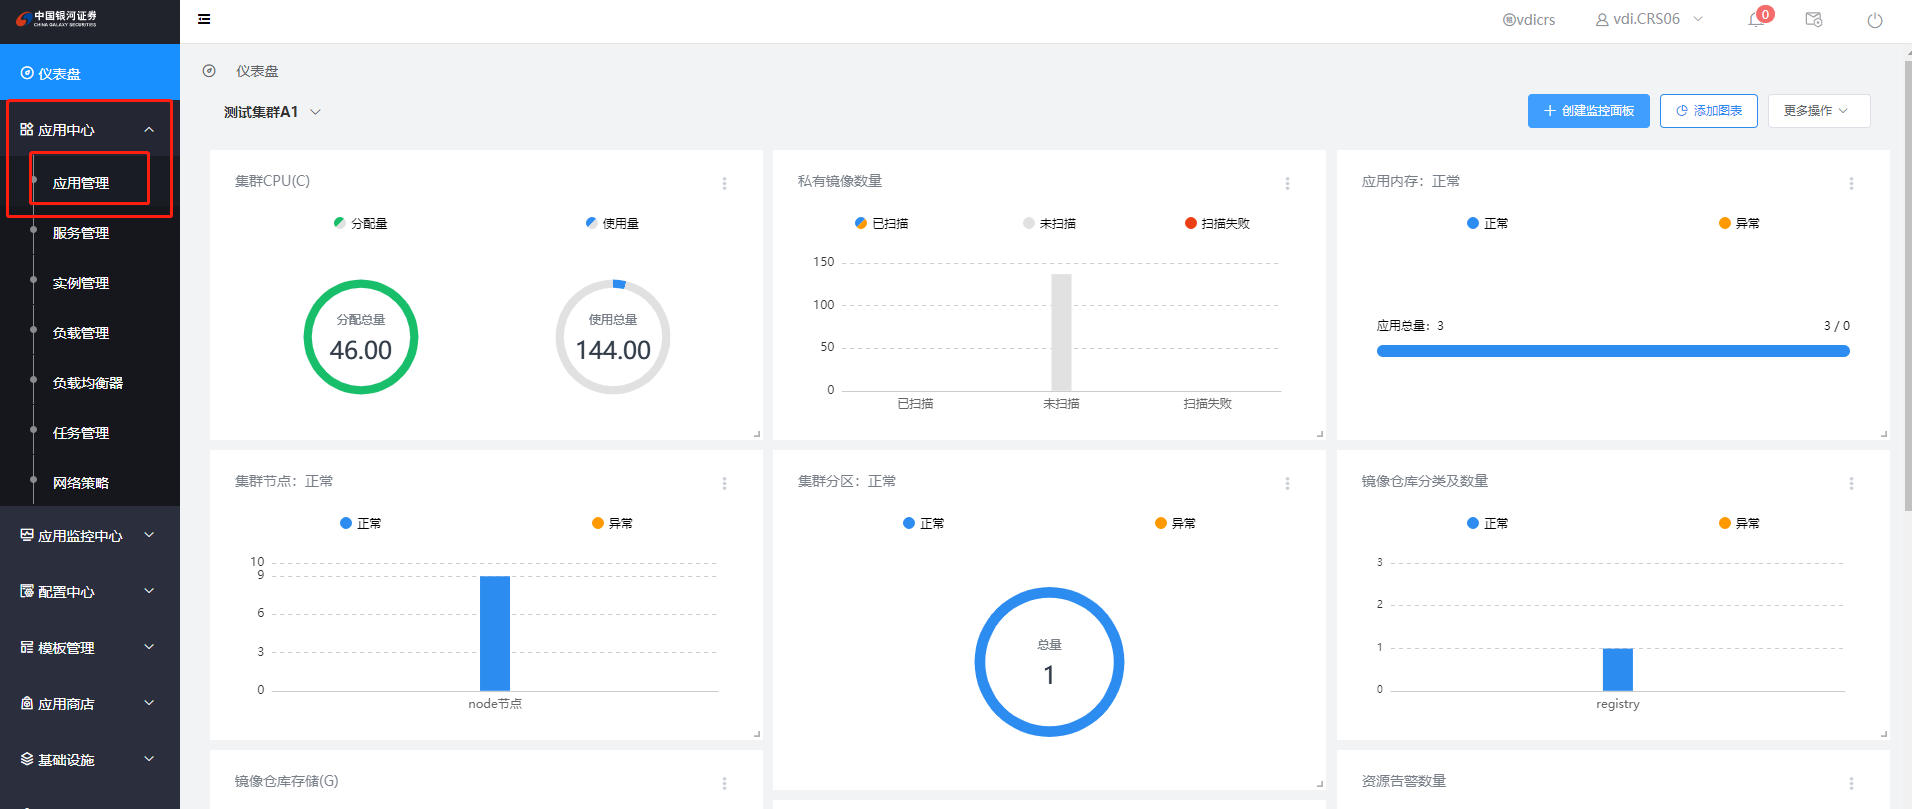 中国银河证券
CHINA GALAXY SECURITIES
vdicrs
vdi.CRS06
0
仪表盘
应用中心
应用管理
服务管理
实例管理
负载管理
负载均衡器
任务管理
网络策略
应用监控中心
配置中心
模板管理
应用商店
基础设施
仪表盘
测试集群A1
创建监控面板
添加图表
更多操作
集群CPU(C)
分配量
使用量
分配总量
46.00
使用总量
144.00
私有镜像数量
已扫描
未扫描
扫描失败
150
100
50
0
已扫描
未扫描
扫描失败
应用内存：正常
正常
异常
应用总量：3
3 / 0
集群节点：正常
正常
异常
10
9
6
3
0
node节点
集群分区：正常
正常
异常
总量
1
镜像仓库分类及数量
正常
异常
3
2
1
0
registry
镜像仓库存储(G)
资源告警数量